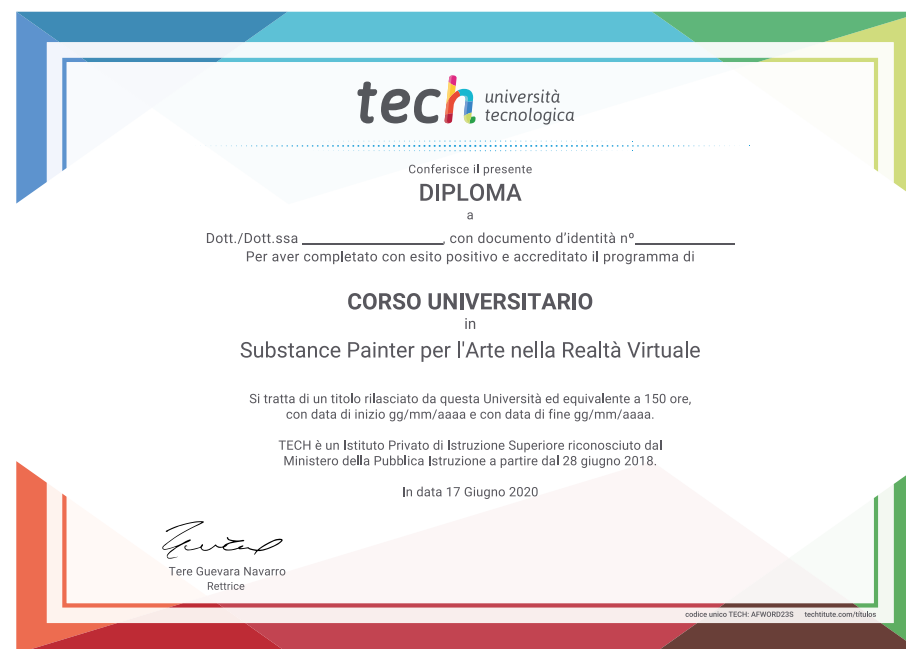 tech università
tecnologica
Conferisce il presente
DIPLOMA
a
Dott./Dott.ssa ____________________, con documento d'identità nº______________
Per aver completato con esito positivo e accreditato il programma di
CORSO UNIVERSITARIO
in
Substance Painter per l'Arte nella Realtà Virtuale
Si tratta di un titolo rilasciato da questa Università ed equivalente a 150 ore,
con data di inizio gg/mm/aaaa e con data di fine gg/mm/aaaa.
TECH è un Istituto Privato di Istruzione Superiore riconosciuto dal
Ministero della Pubblica Istruzione a partire dal 28 giugno 2018.
In data 17 Giugno 2020
Tere Guevara Navarro
Rettrice
codice unico TECH: AFWORD23S techtitute.com/titulos